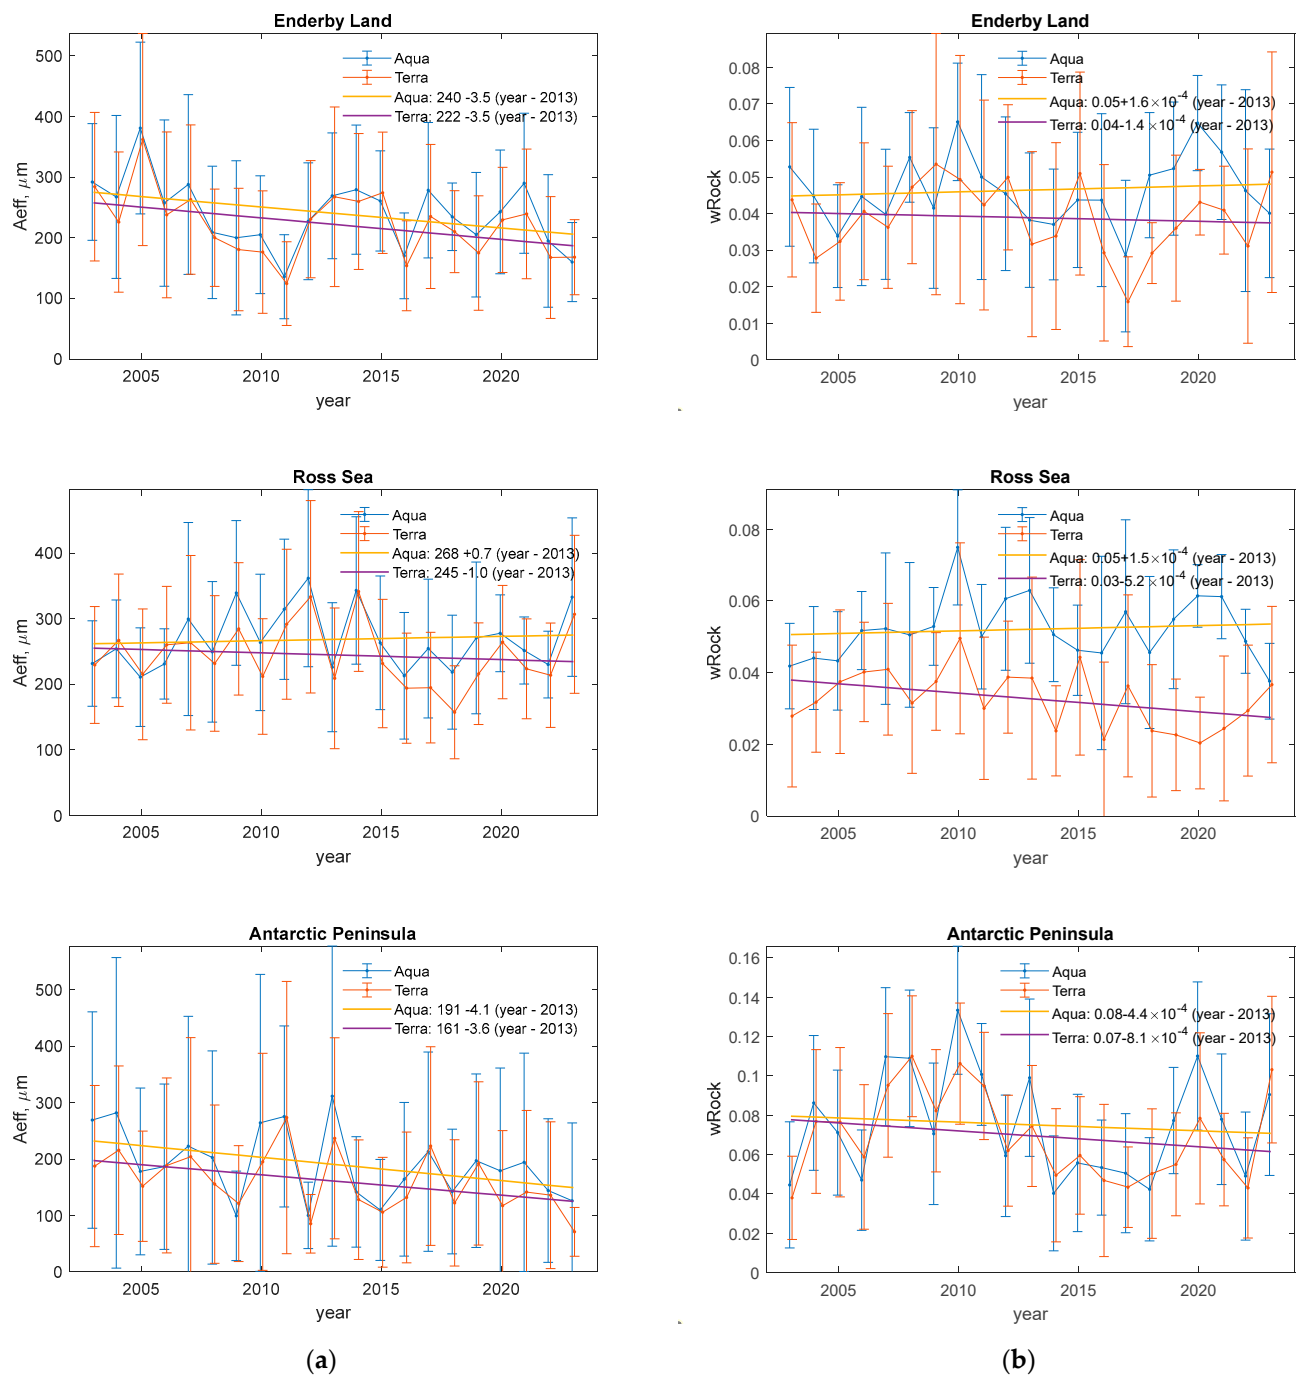 Enderby Land
Aeff, μm
500
400
300
200
100
0
2005
2010
2015
2020
year
Aqua
Terra
Aqua: 240 -3.5 (year - 2013)
Terra: 222 -3.5 (year - 2013)
Enderby Land
wRock
0.08
0.07
0.06
0.05
0.04
0.03
0.02
0.01
0
2005
2010
2015
2020
year
Aqua
Terra
Aqua: 0.05+1.6×10⁻⁴ (year - 2013)
Terra: 0.04-1.4 ×10⁻⁴ (year - 2013)
Ross Sea
Aeff, μm
400
300
200
100
0
2005
2010
2015
2020
year
Aqua
Terra
Aqua: 268 +0.7 (year - 2013)
Terra: 245 -1.0 (year - 2013)
Ross Sea
wRock
0.08
0.06
0.04
0.02
0
2005
2010
2015
2020
year
Aqua
Terra
Aqua: 0.05+1.5×10⁻⁴ (year - 2013)
Terra: 0.03-5.2 ×10⁻⁴ (year - 2013)
Antarctic Peninsula
Aeff, μm
500
400
300
200
100
0
2005
2010
2015
2020
year
Aqua
Terra
Aqua: 191 -4.1 (year - 2013)
Terra: 161 -3.6 (year - 2013)
Antarctic Peninsula
wRock
0.16
0.14
0.12
0.1
0.08
0.06
0.04
0.02
0
2005
2010
2015
2020
year
Aqua
Terra
Aqua: 0.08-4.4×10⁻⁴ (year - 2013)
Terra: 0.07-8.1 ×10⁻⁴ (year - 2013)
(a)
(b)